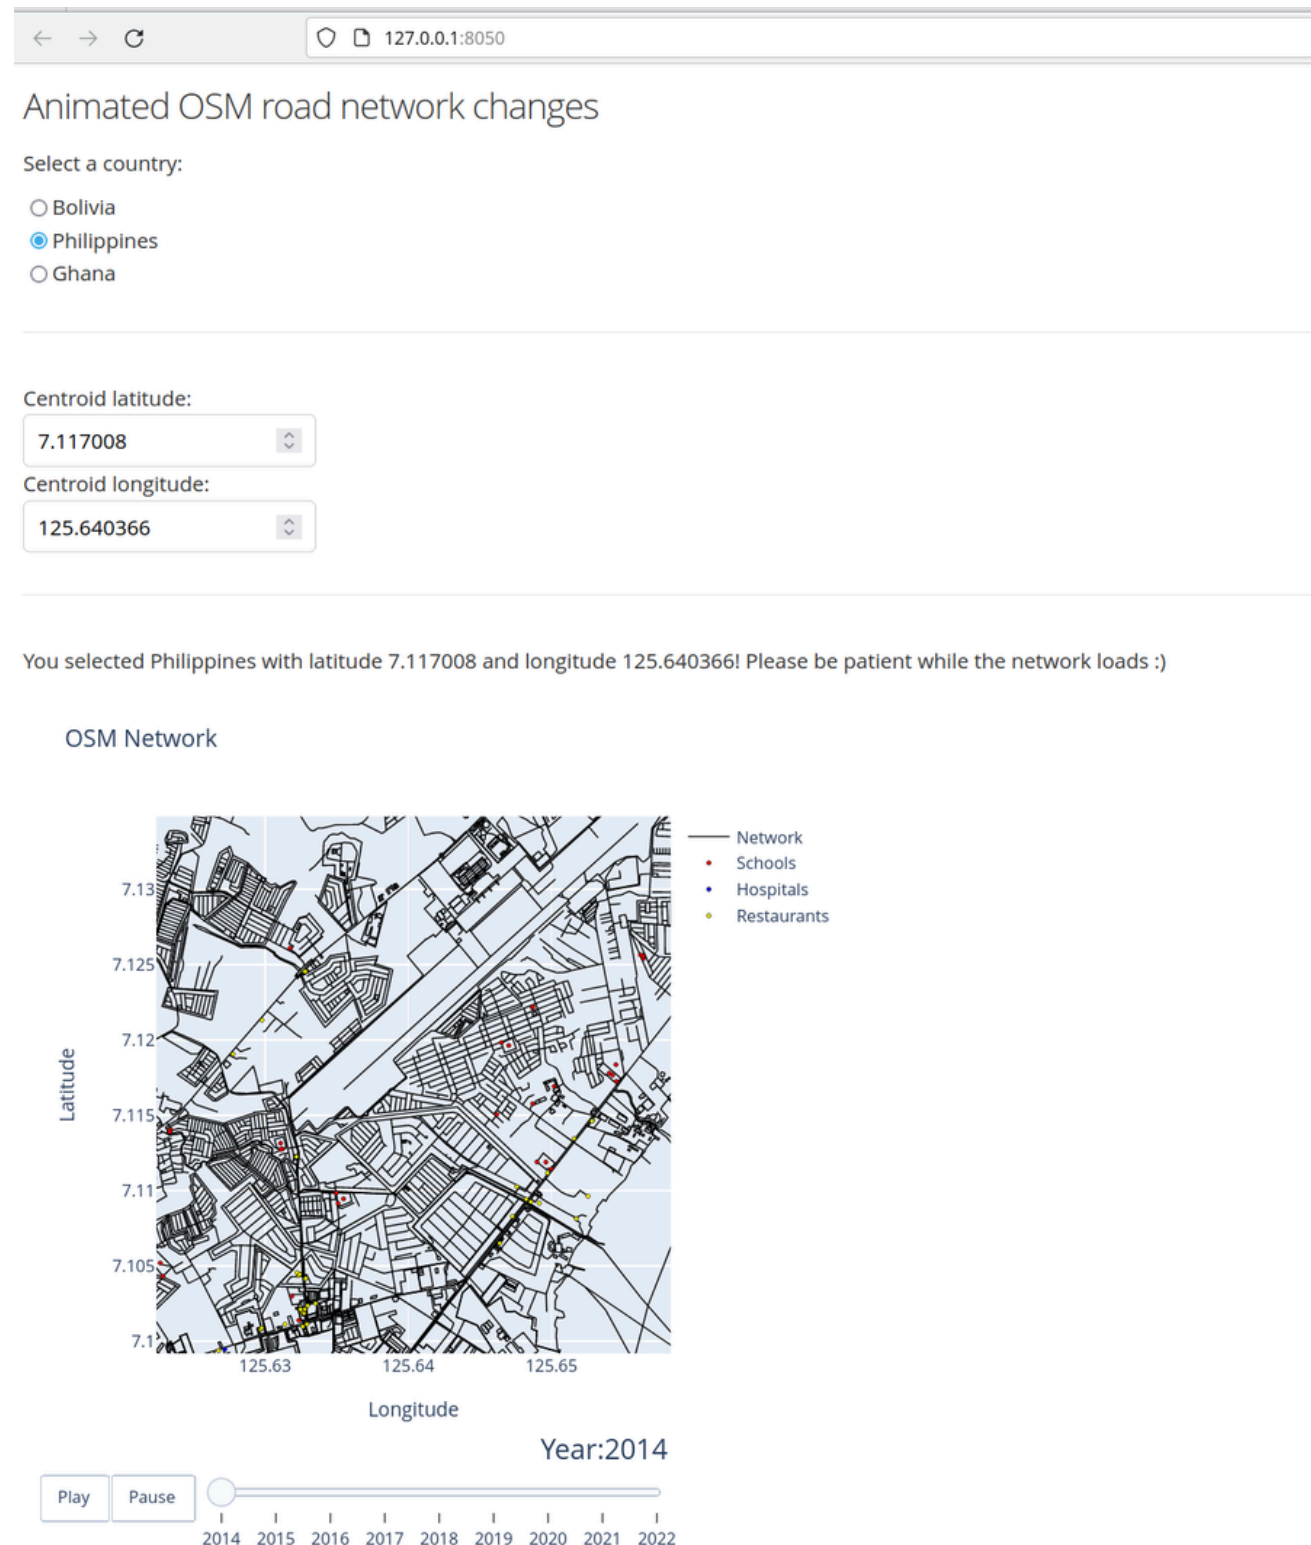 127.0.0.1:8050
Animated OSM road network changes
Select a country:
Bolivia
Philippines
Ghana
Centroid latitude:
7.117008
Centroid longitude:
125.640366
You selected Philippines with latitude 7.117008 and longitude 125.640366! Please be patient while the network loads :)
OSM Network
Network
Schools
Hospitals
Restaurants
7.13
7.125
7.12
7.115
7.11
7.105
7.1
Latitude
125.63 125.64 125.65
Longitude
Year:2014
Play Pause
2014 2015 2016 2017 2018 2019 2020 2021 2022